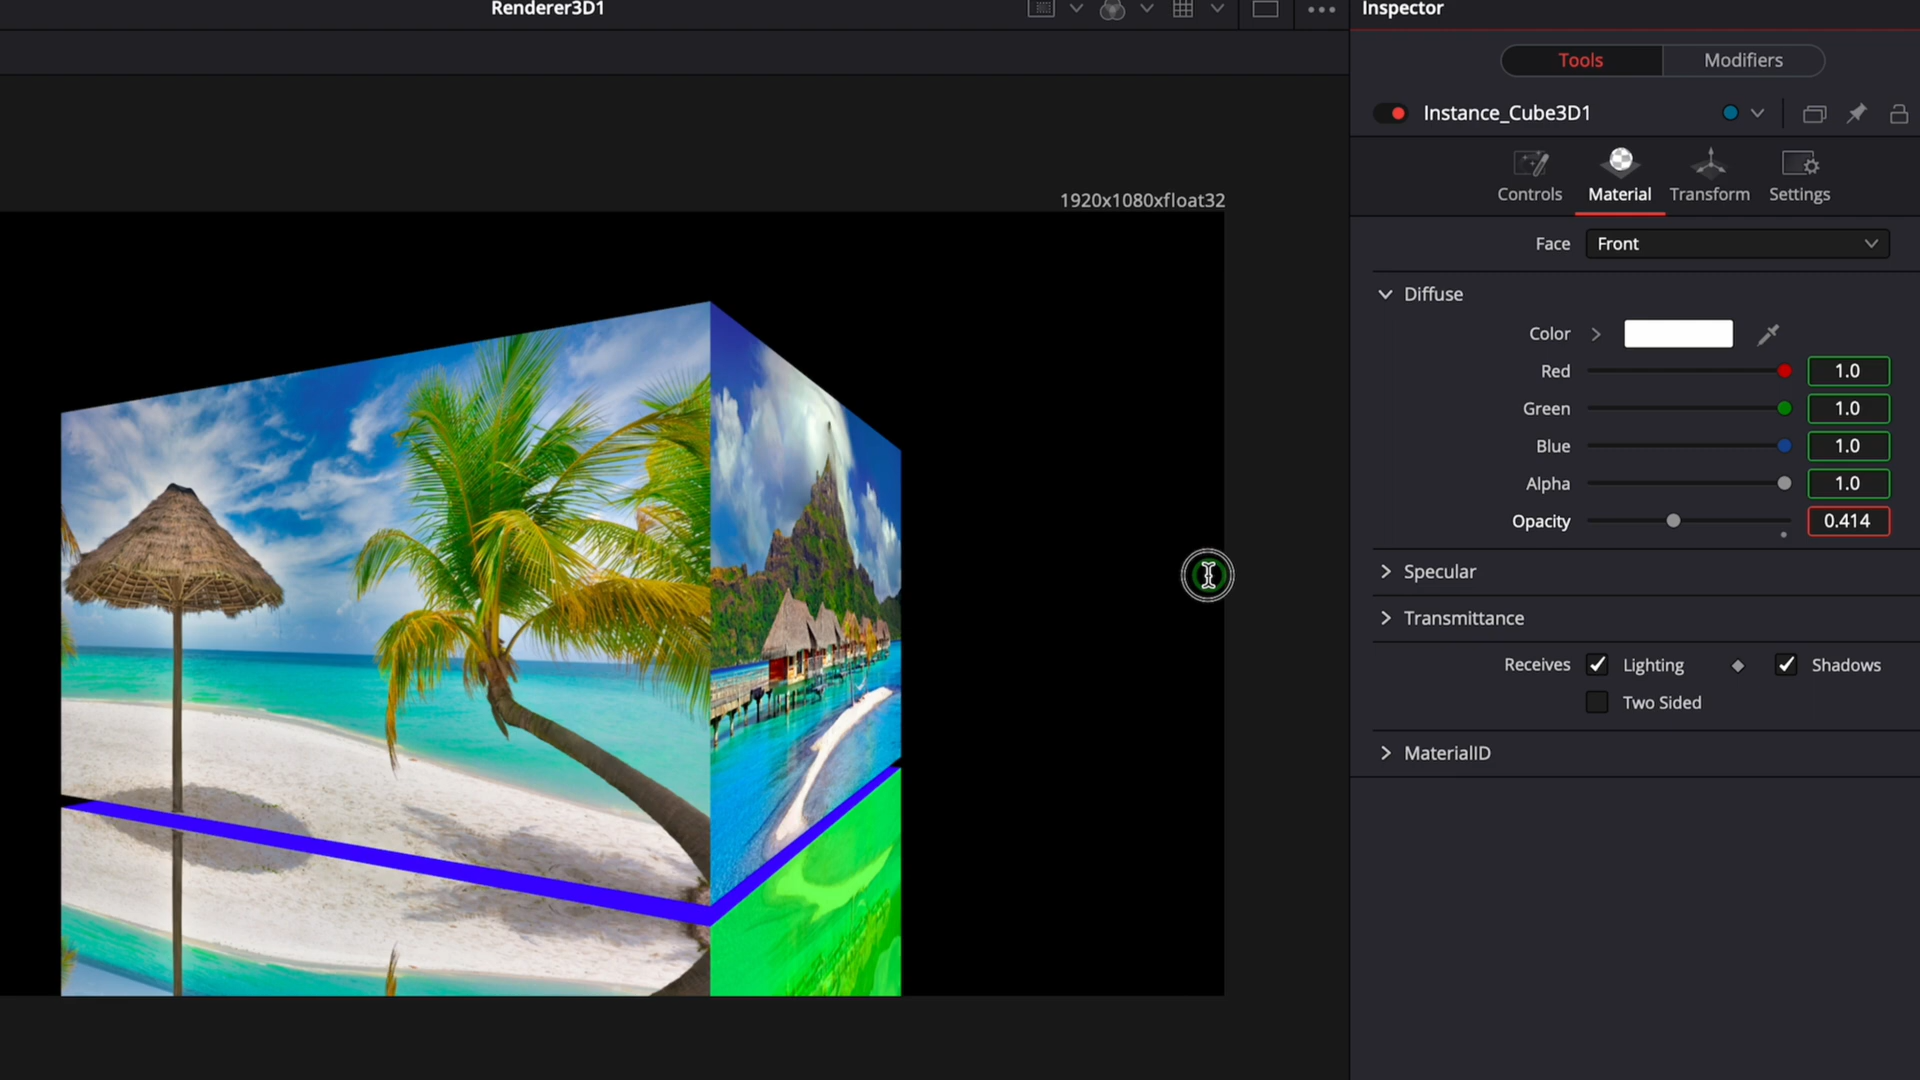 Renderer3D1
Inspector
Tools
Modifiers
Instance_Cube3D1
Controls
Material
Transform
Settings
1920x1080xfloat32
Face
Front
Diffuse
Color
Red
1.0
Green
1.0
Blue
1.0
Alpha
1.0
Opacity
0.414
Specular
Transmittance
Receives
Lighting
Shadows
Two Sided
MaterialID